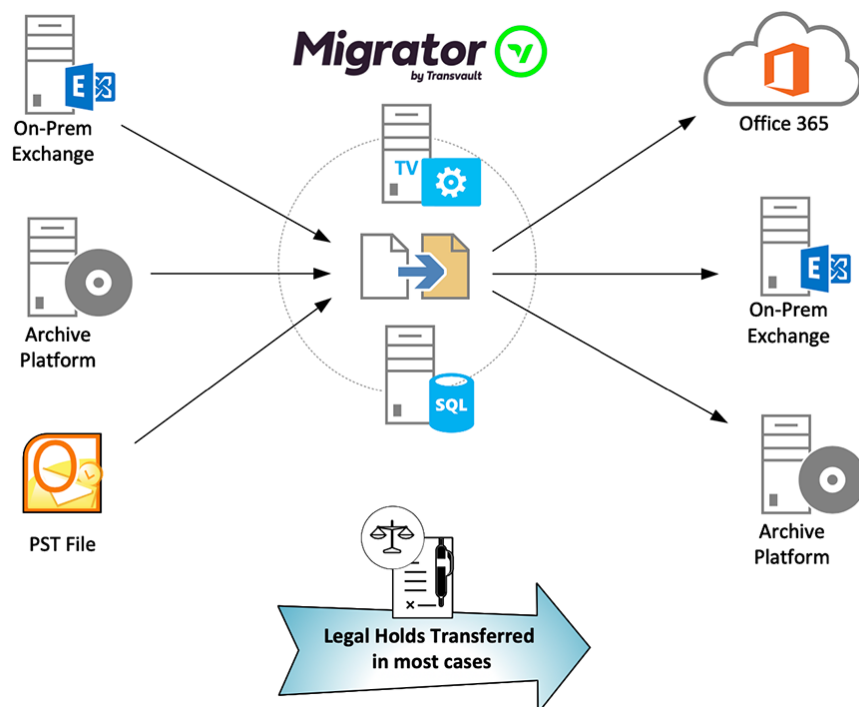 Migrator
by Transvault
E
On-Prem
Exchange
Office 365
TV
Archive
Platform
E
On-Prem
Exchange
SQL
O
L
PST File
Archive
Platform
X
Legal Holds Transferred
in most cases